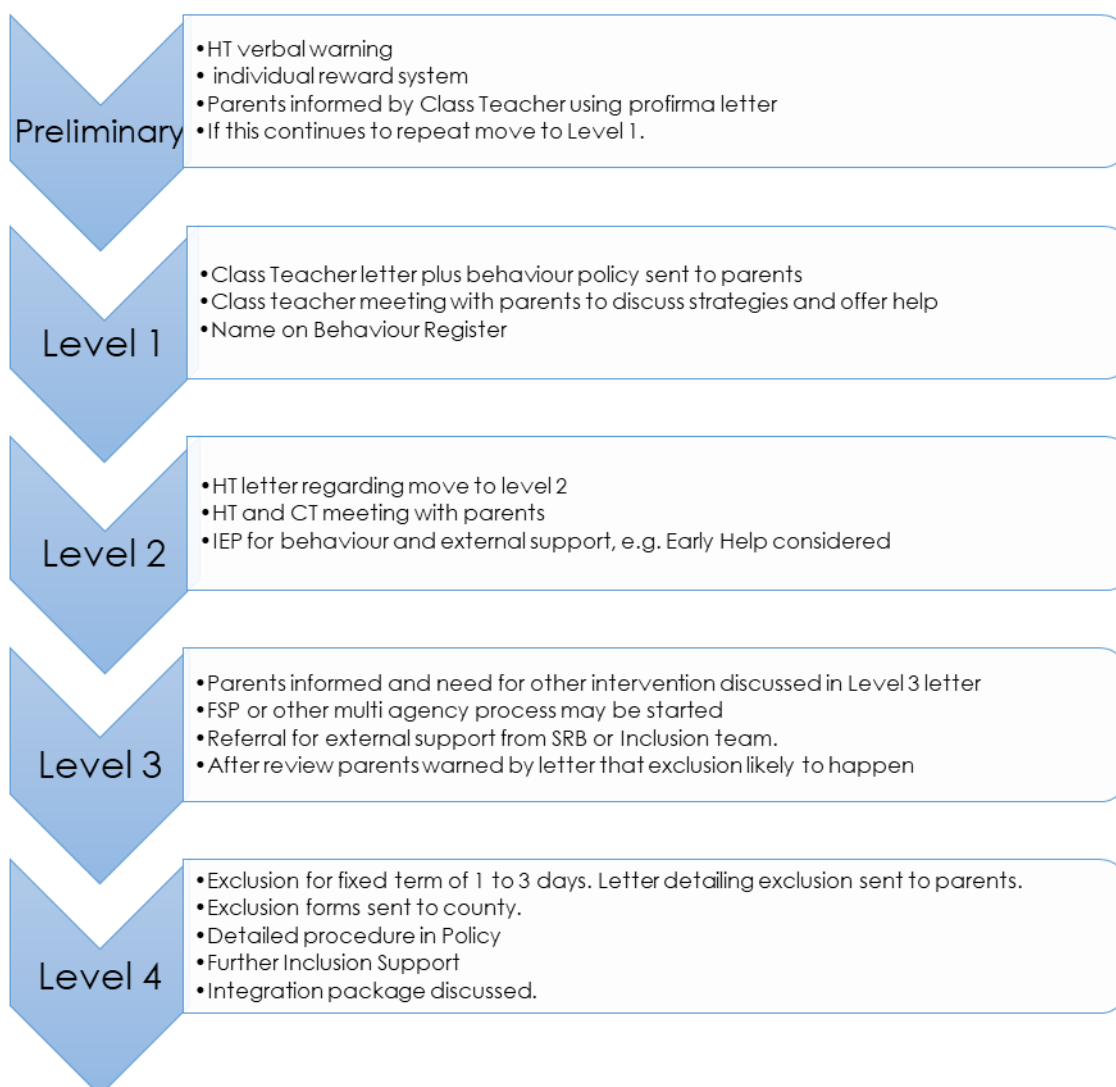 Preliminary
•HT verbal warning
• individual reward system
•Parents informed by Class Teacher using profirma letter
•If this continues to repeat move to Level 1.
Level 1
•Class Teacher letter plus behaviour policy sent to parents
•Class teacher meeting with parents to discuss strategies and offer help
•Name on Behaviour Register
Level 2
•HT letter regarding move to level 2
•HT and CT meeting with parents
•IEP for behaviour and external support, e.g. Early Help considered
Level 3
•Parents informed and need for other intervention discussed in Level 3 letter
•FSP or other multi agency process may be started
•Referral for external support from SRB or Inclusion team.
•After review parents warned by letter that exclusion likely to happen
Level 4
•Exclusion for fixed term of 1 to 3 days. Letter detailing exclusion sent to parents.
•Exclusion forms sent to county.
•Detailed procedure in Policy
•Further Inclusion Support
•Integration package discussed.